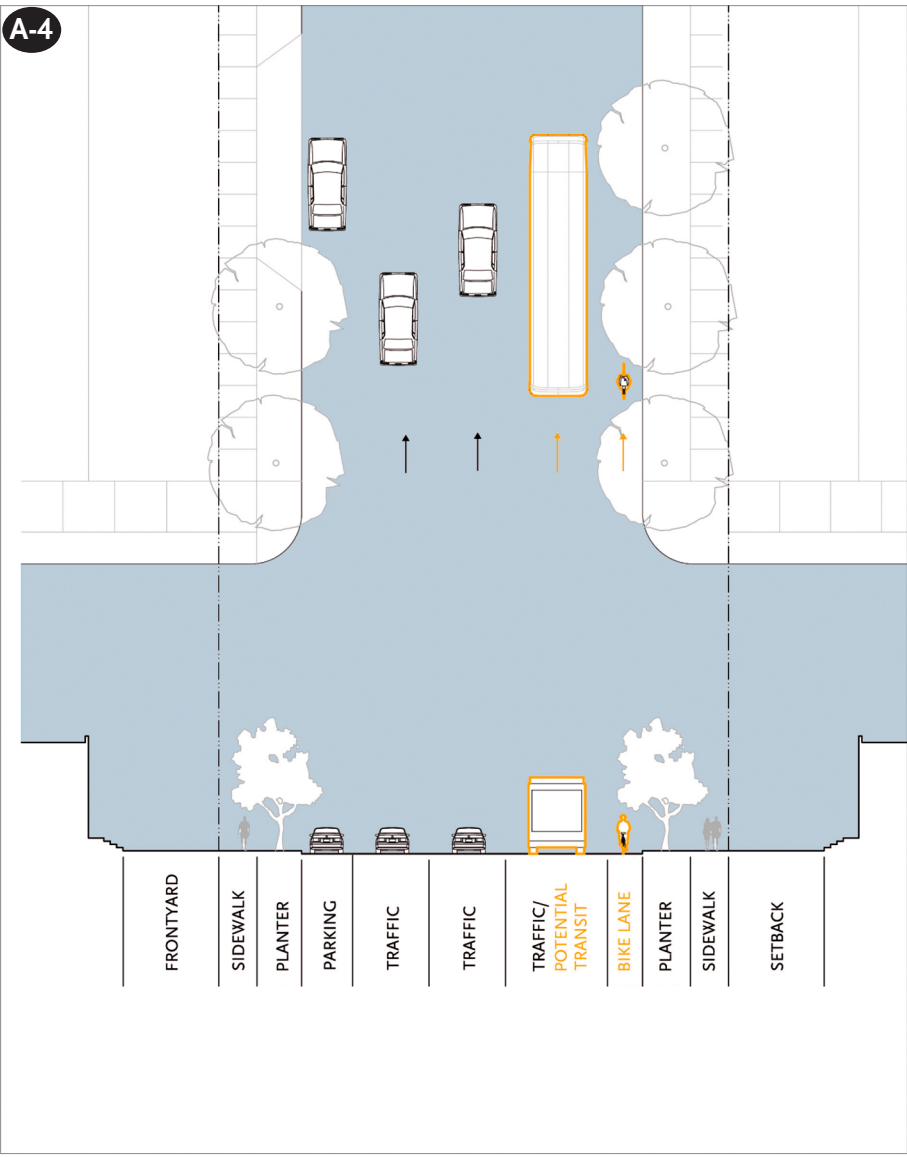 A-4
FRONTYARD
SIDEWALK
PLANTER
PARKING
TRAFFIC
TRAFFIC
TRAFFIC/
POTENTIAL
TRANSIT
BIKE LANE
PLANTER
SIDEWALK
SETBACK